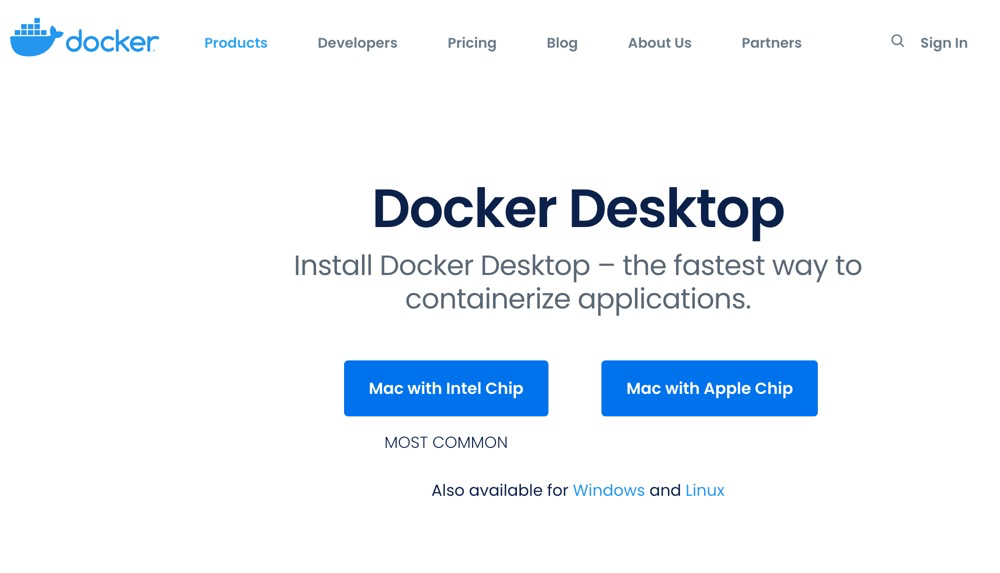 docker
Products
Developers
Pricing
Blog
About Us
Partners
Sign In
Docker Desktop
Install Docker Desktop – the fastest way to
containerize applications.
Mac with Intel Chip
Mac with Apple Chip
MOST COMMON
Also available for Windows and Linux